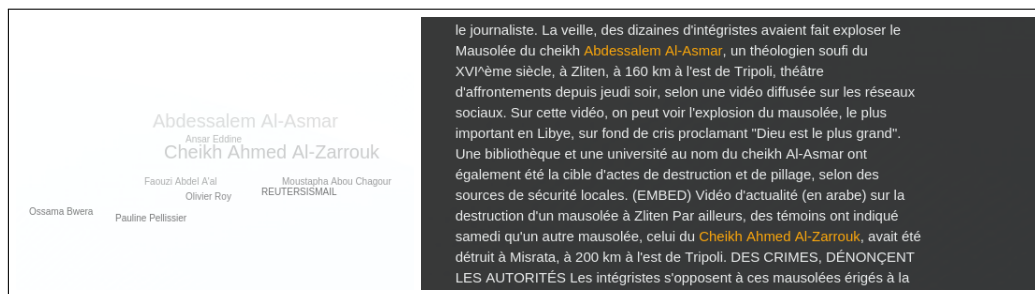 Abdessalem Al-Asmar
Ansar Eddine
Cheikh Ahmed Al-Zarrouk
Faouzi Abdel A'al
Moustapha Abou Chagour
Olivier Roy
REUTERSISMAIL
Ossama Bwera
Pauline Pellissier
le journaliste. La veille, des dizaines d'intégristes avaient fait exploser le
Mausolée du cheikh Abdessalem Al-Asmar, un théologien soufi du
XVI^ème siècle, à Zliten, à 160 km à l'est de Tripoli, théâtre
d'affrontements depuis jeudi soir, selon une vidéo diffusée sur les réseaux
sociaux. Sur cette vidéo, on peut voir l'explosion du mausolée, le plus
important en Libye, sur fond de cris proclamant "Dieu est le plus grand".
Une bibliothèque et une université au nom du cheikh Al-Asmar ont
également été la cible d'actes de destruction et de pillage, selon des
sources de sécurité locales. (EMBED) Vidéo d'actualité (en arabe) sur la
destruction d'un mausolée à Zliten Par ailleurs, des témoins ont indiqué
samedi qu'un autre mausolée, celui du Cheikh Ahmed Al-Zarrouk, avait été
détruit à Misrata, à 200 km à l'est de Tripoli. DES CRIMES, DÉNONÇENT
LES AUTORITÉS Les intégristes s'opposent à ces mausolées érigés à la